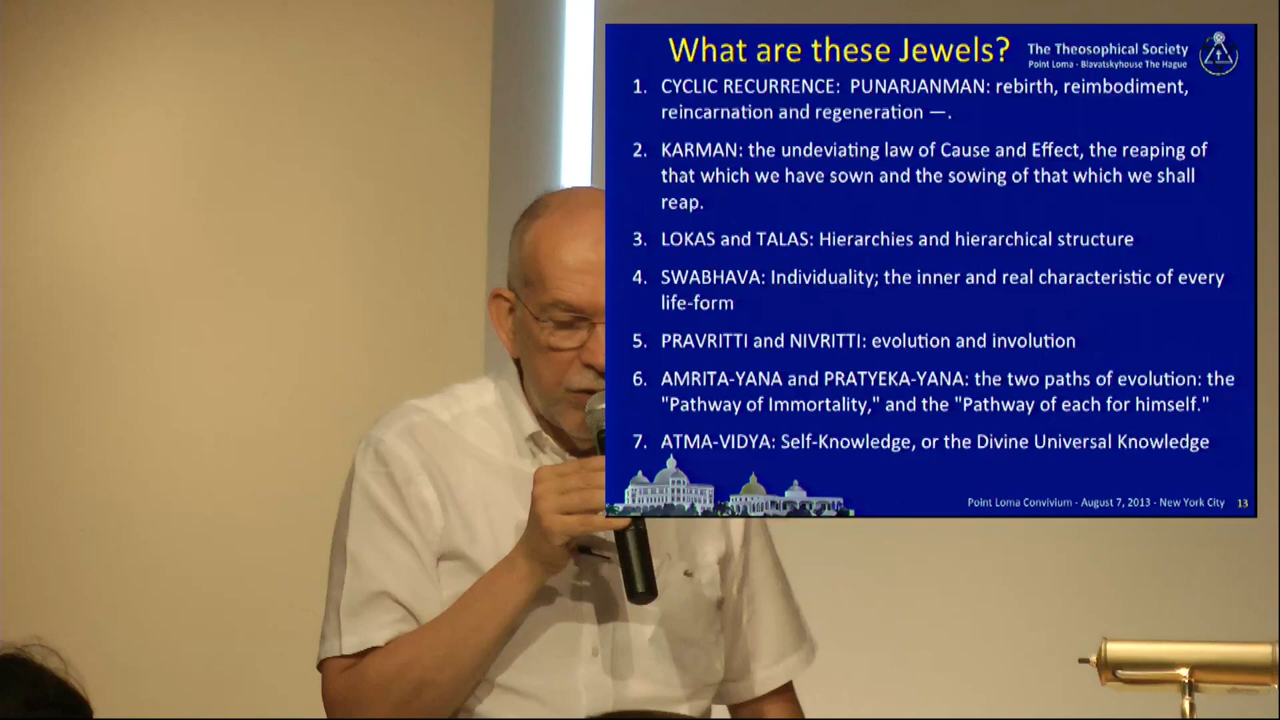 What are these Jewels?
The Theosophical Society
Point Loma - Blavatskyhouse The Hague
1. CYCLIC RECURRENCE: PUNARJANMAN: rebirth, reimbodiment,
reincarnation and regeneration —.
2. KARMAN: the undeviating law of Cause and Effect, the reaping of
that which we have sown and the sowing of that which we shall
reap.
3. LOKAS and TALAS: Hierarchies and hierarchical structure
4. SWABHAVA: Individuality; the inner and real characteristic of every
life-form
5. PRAVRITTI and NIVRITTI: evolution and involution
6. AMRITA-YANA and PRATYEKA-YANA: the two paths of evolution: the
"Pathway of Immortality," and the "Pathway of each for himself."
7. ATMA-VIDYA: Self-Knowledge, or the Divine Universal Knowledge
Point Loma Convivium - August 7, 2013 - New York City 13